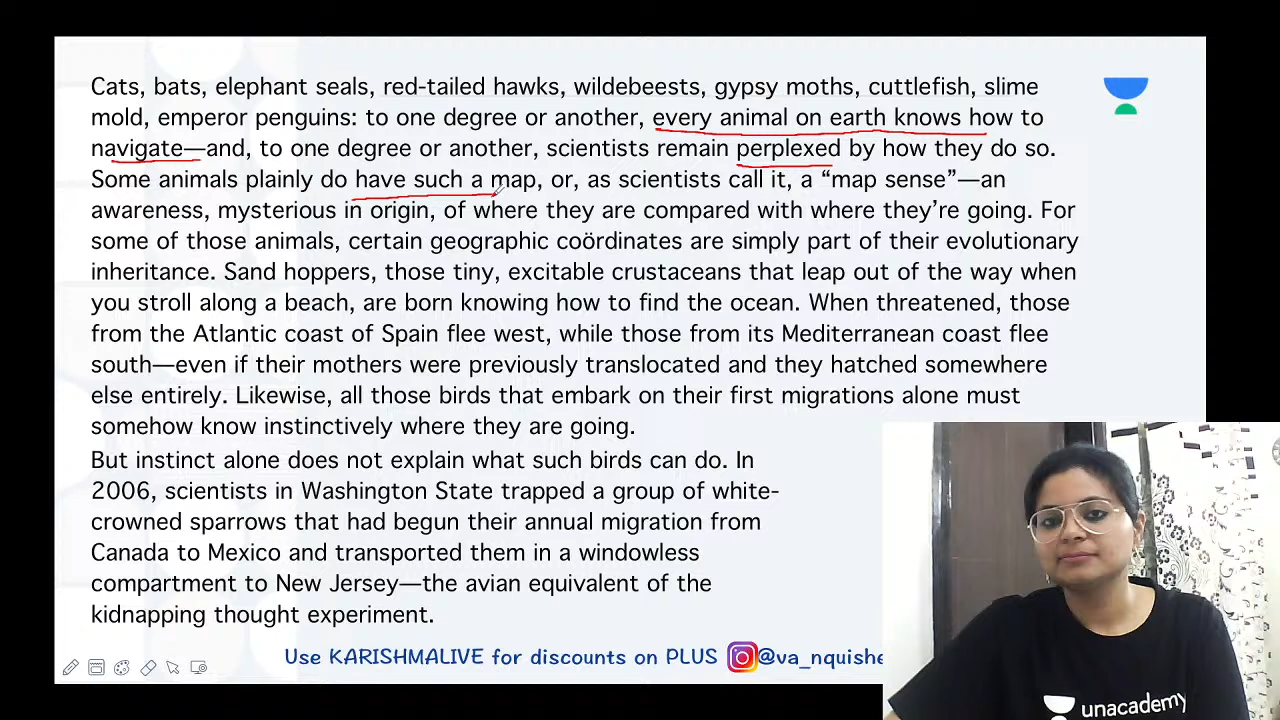 Cats, bats, elephant seals, red-tailed hawks, wildebeests, gypsy moths, cuttlefish, slime
mold, emperor penguins: to one degree or another, every animal on earth knows how to
navigate—and, to one degree or another, scientists remain perplexed by how they do so.
Some animals plainly do have such a map, or, as scientists call it, a “map sense”—an
awareness, mysterious in origin, of where they are compared with where they’re going. For
some of those animals, certain geographic coördinates are simply part of their evolutionary
inheritance. Sand hoppers, those tiny, excitable crustaceans that leap out of the way when
you stroll along a beach, are born knowing how to find the ocean. When threatened, those
from the Atlantic coast of Spain flee west, while those from its Mediterranean coast flee
south—even if their mothers were previously translocated and they hatched somewhere
else entirely. Likewise, all those birds that embark on their first migrations alone must
somehow know instinctively where they are going.
But instinct alone does not explain what such birds can do. In
2006, scientists in Washington State trapped a group of white-
crowned sparrows that had begun their annual migration from
Canada to Mexico and transported them in a windowless
compartment to New Jersey—the avian equivalent of the
kidnapping thought experiment.
Use KARISHMALIVE for discounts on PLUS @va_nquishe
unacademy